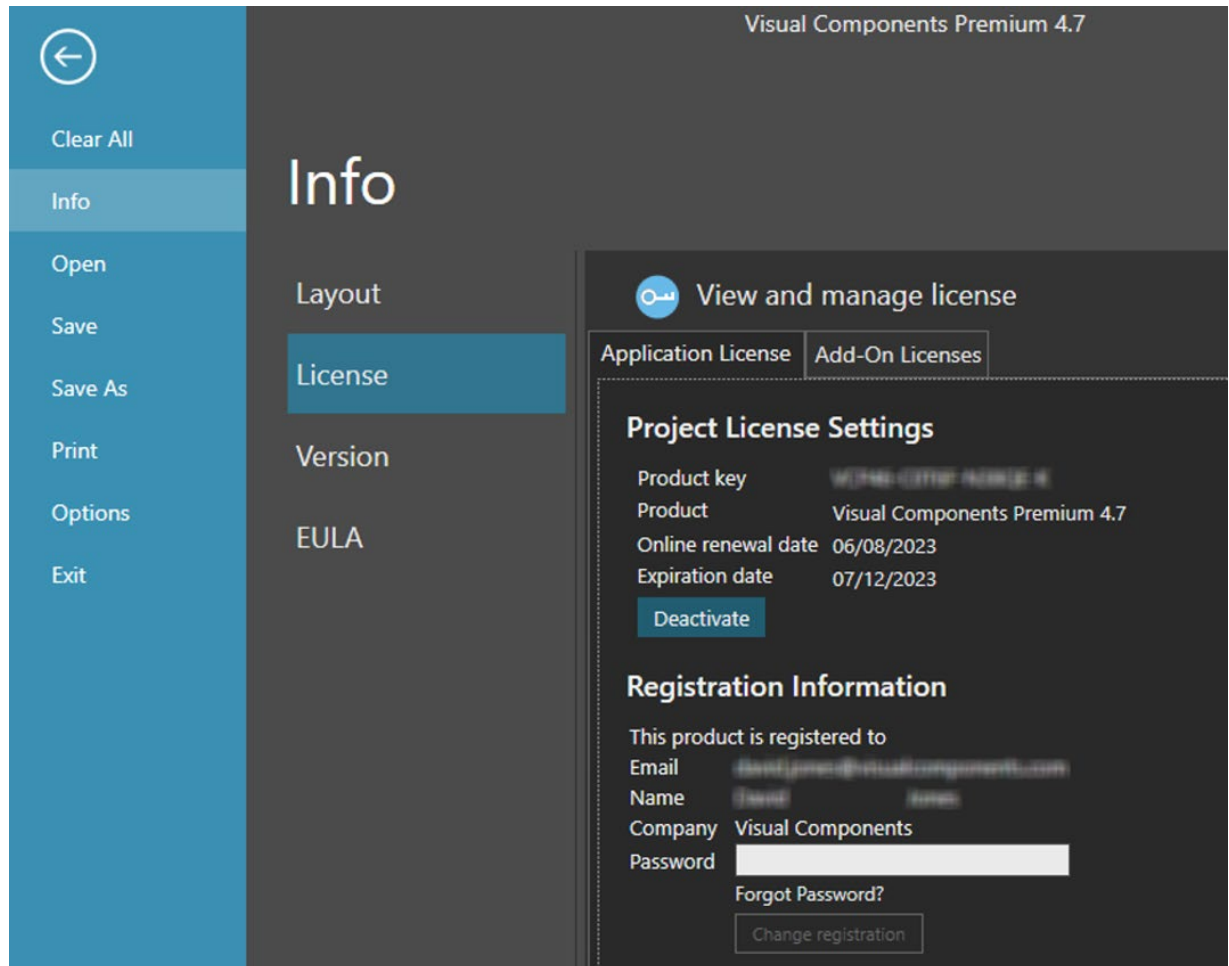 Visual Components Premium 4.7
Clear All
Info
Open
Save
Save As
Print
Options
Exit
Info
Layout
License
Version
EULA
View and manage license
Application License
Add-On Licenses
Project License Settings
Product key
Product Visual Components Premium 4.7
Online renewal date 06/08/2023
Expiration date 07/12/2023
Deactivate
Registration Information
This product is registered to
Email
Name
Company Visual Components
Password
Forgot Password?
Change registration